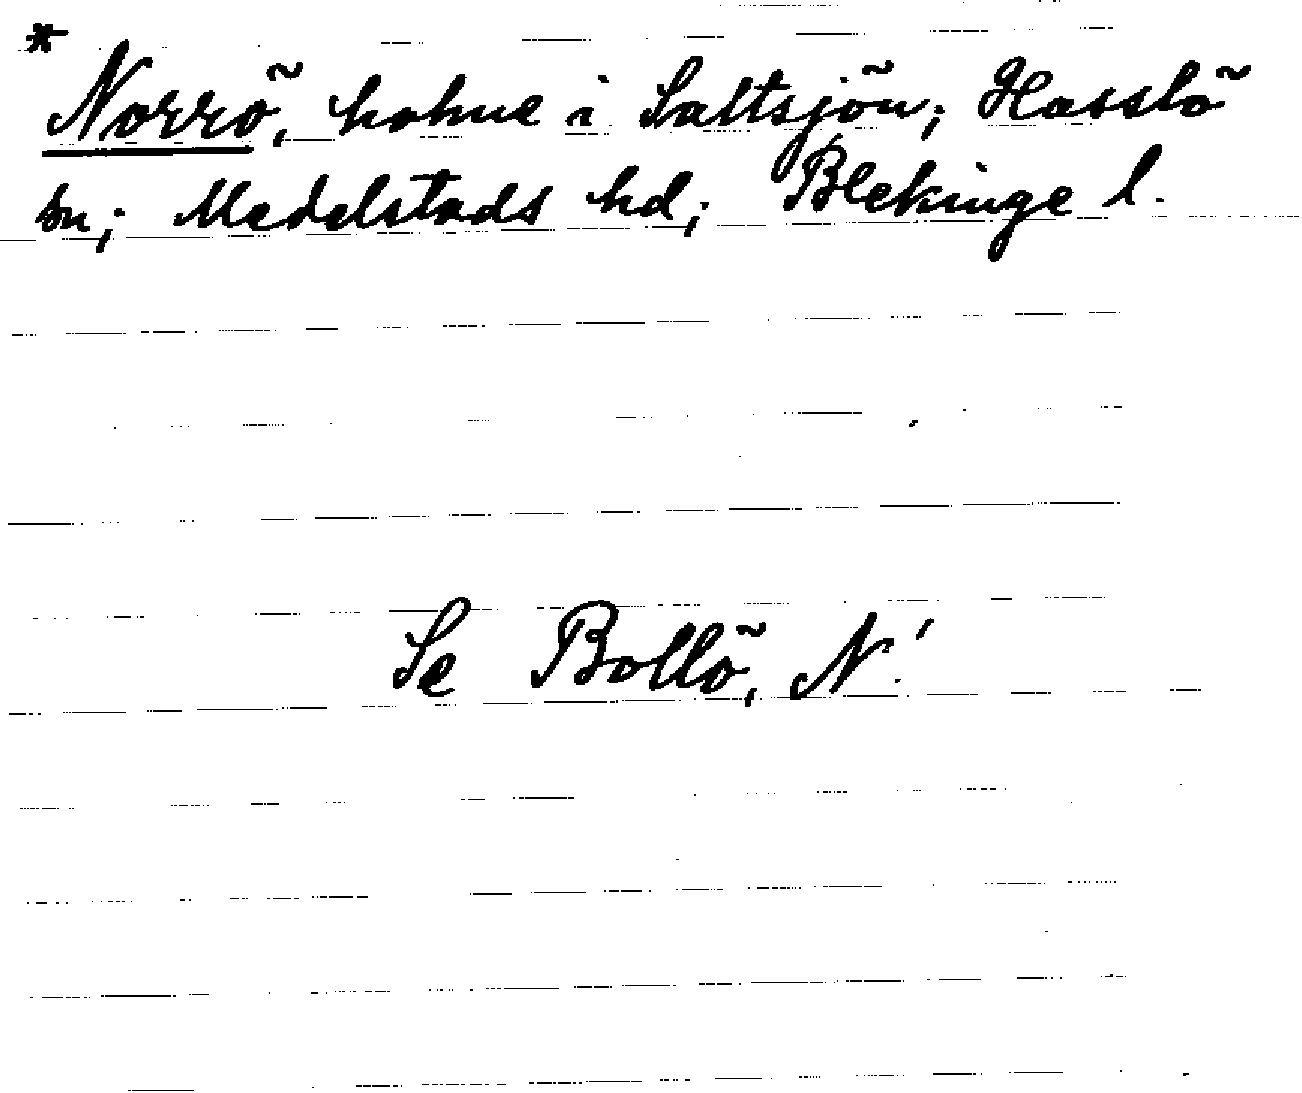 *
Norrö, holme i Saltsjön; Hasslö
sn; Medelstads hd; Blekinge l.
Se Bollö, N.